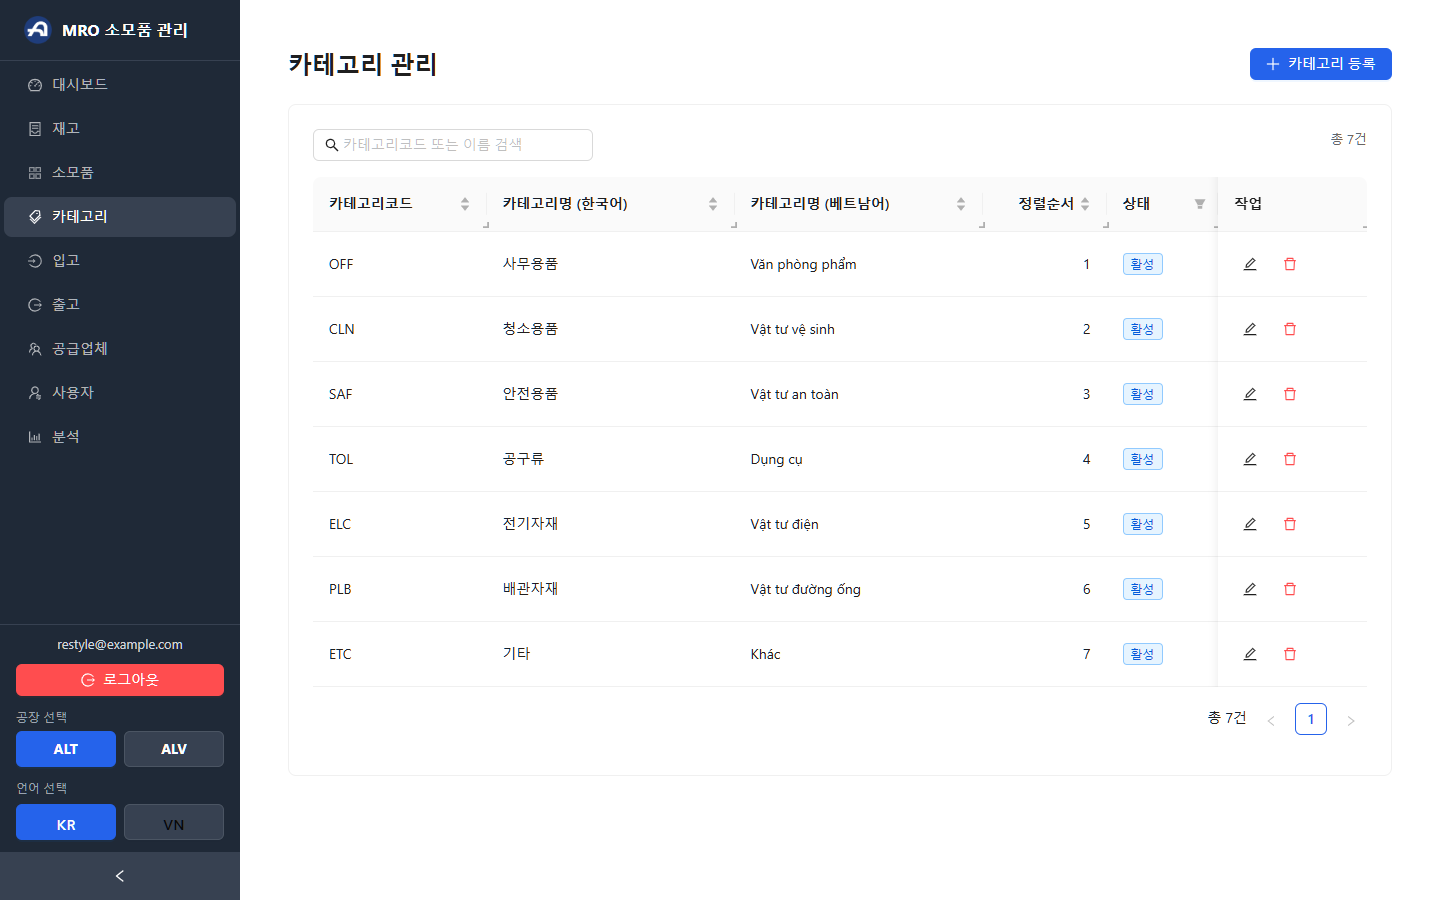 MRO 소모품 관리
대시보드
재고
소모품
카테고리
입고
출고
공급업체
사용자
분석
restyle@example.com
로그아웃
공장 선택
ALT ALV
언어 선택
KR VN
카테고리 관리
카테고리 등록
카테고리코드 또는 이름 검색
총 7건
카테고리코드 카테고리명 (한국어) 카테고리명 (베트남어) 정렬순서 상태 작업
OFF 사무용품 Văn phòng phẩm 1 활성
CLN 청소용품 Vật tư vệ sinh 2 활성
SAF 안전용품 Vật tư an toàn 3 활성
TOL 공구류 Dụng cụ 4 활성
ELC 전기자재 Vật tư điện 5 활성
PLB 배관자재 Vật tư đường ống 6 활성
ETC 기타 Khác 7 활성
총 7건 1